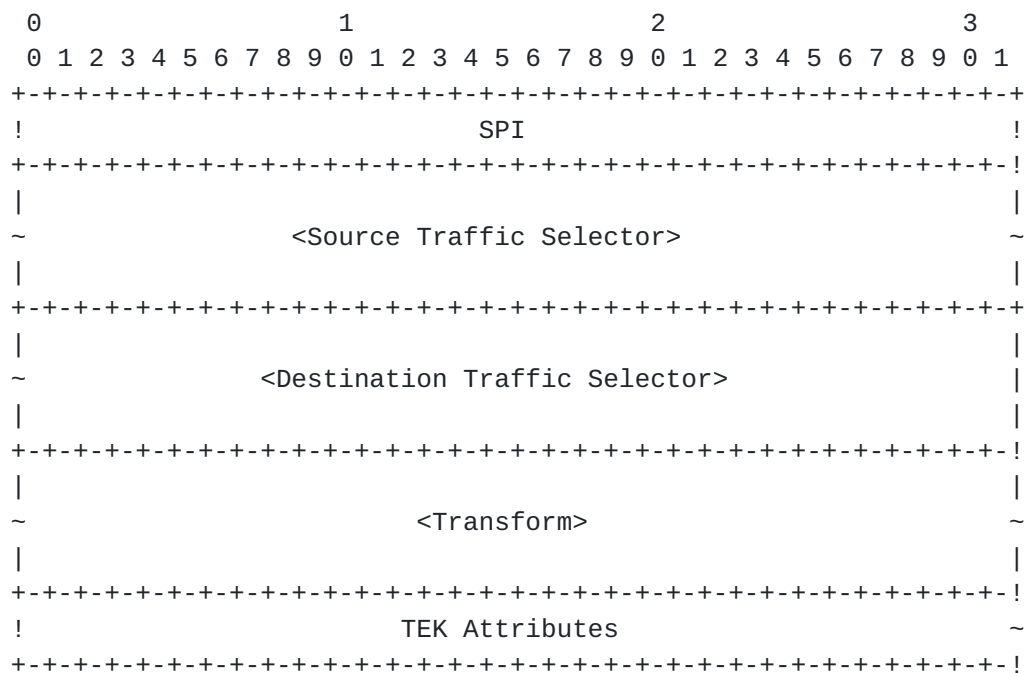 0                   1                   2                   3
 0 1 2 3 4 5 6 7 8 9 0 1 2 3 4 5 6 7 8 9 0 1 2 3 4 5 6 7 8 9 0 1
+-+-+-+-+-+-+-+-+-+-+-+-+-+-+-+-+-+-+-+-+-+-+-+-+-+-+-+-+-+-+-+-+
!                             SPI                               !
+-+-+-+-+-+-+-+-+-+-+-+-+-+-+-+-+-+-+-+-+-+-+-+-+-+-+-+-+-+-+-+-!
|                                                               |
~                 <Source Traffic Selector>                     ~
|                                                               |
+-+-+-+-+-+-+-+-+-+-+-+-+-+-+-+-+-+-+-+-+-+-+-+-+-+-+-+-+-+-+-+-+
|                                                               |
~               <Destination Traffic Selector>                  |
|                                                               |
+-+-+-+-+-+-+-+-+-+-+-+-+-+-+-+-+-+-+-+-+-+-+-+-+-+-+-+-+-+-+-+-!
|                                                               |
~                         <Transform>                           ~
|                                                               |
+-+-+-+-+-+-+-+-+-+-+-+-+-+-+-+-+-+-+-+-+-+-+-+-+-+-+-+-+-+-+-+-!
!                        TEK Attributes                         ~
+-+-+-+-+-+-+-+-+-+-+-+-+-+-+-+-+-+-+-+-+-+-+-+-+-+-+-+-+-+-+-+-!